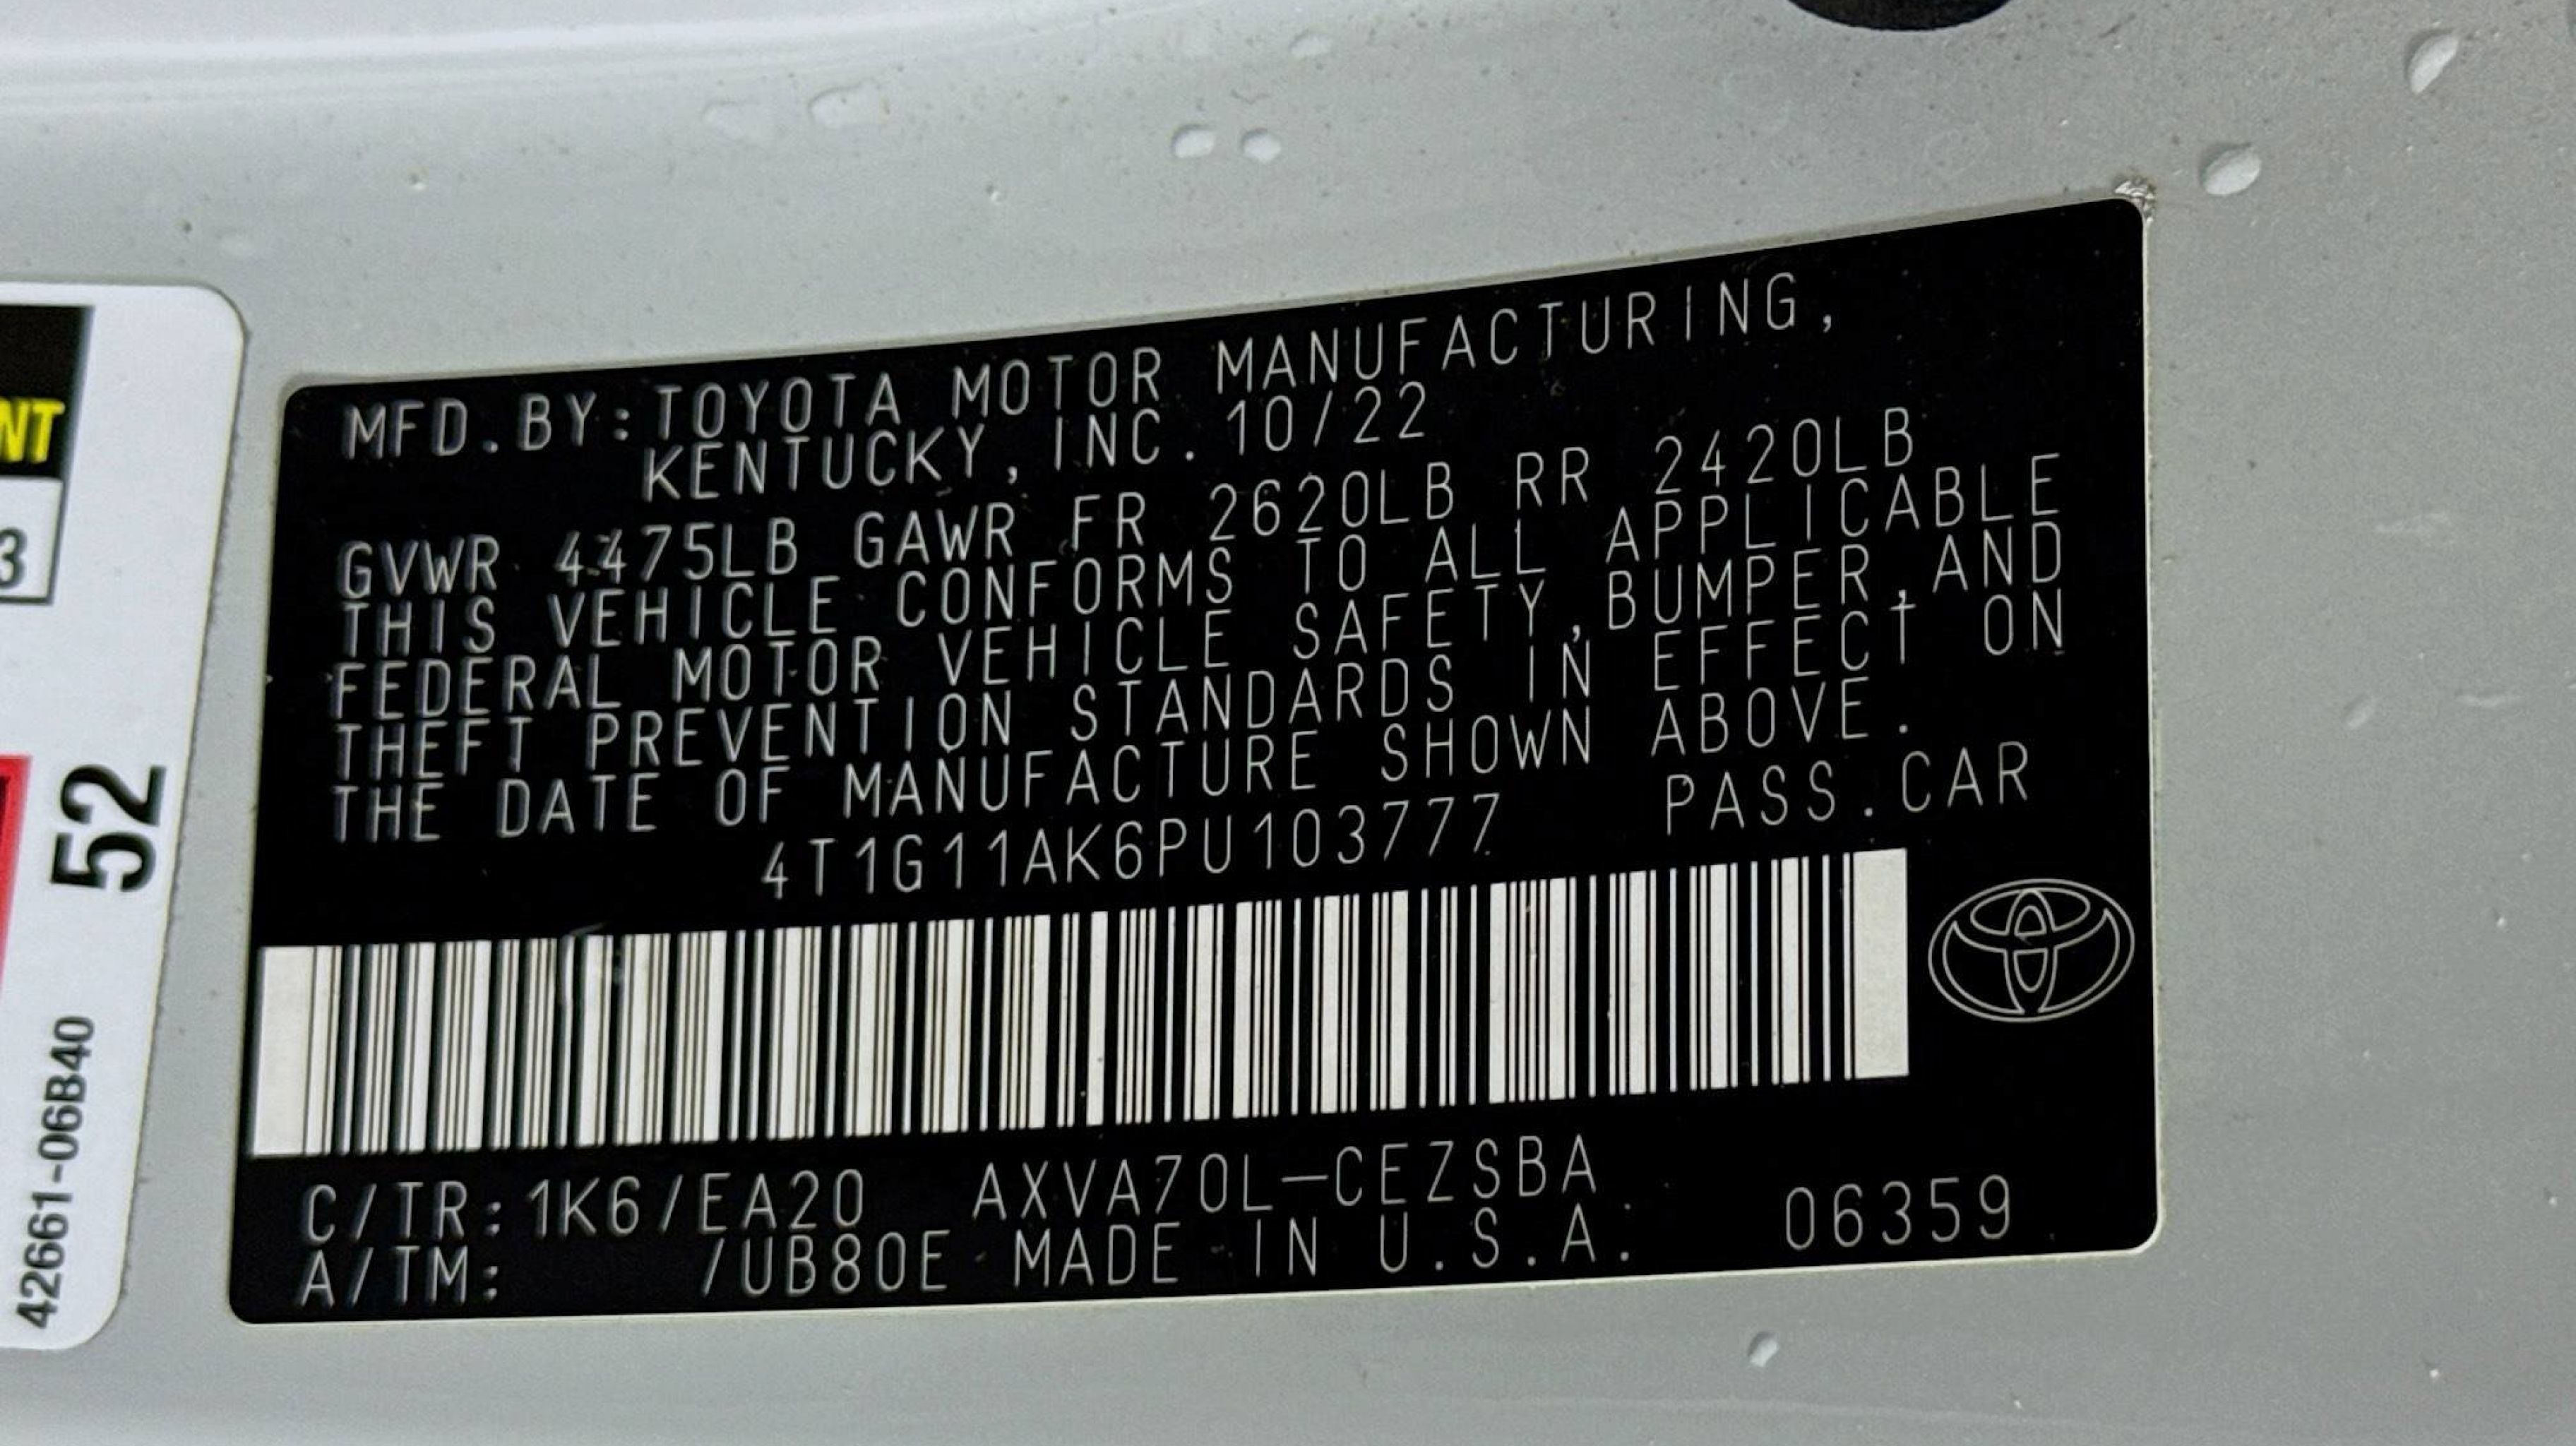 MFD.BY:TOYOTA MOTOR MANUFACTURING,
KENTUCKY, INC. 10/22
GVWR 4475LB GAWR FR 2620LB RR 2420LB
THIS VEHICLE CONFORMS TO ALL APPLICABLE
FEDERAL MOTOR VEHICLE SAFETY,BUMPER,AND
THEFT PREVENTION STANDARDS IN EFFECT ON
THE DATE OF MANUFACTURE SHOWN ABOVE.
4T1G11AK6PU103777 PASS.CAR
C/TR:1K6/EA20 AXVA70L-CEZSBA
A/TM: /UB80E MADE IN U.S.A. 06359
NT
3
52
42661-06B40